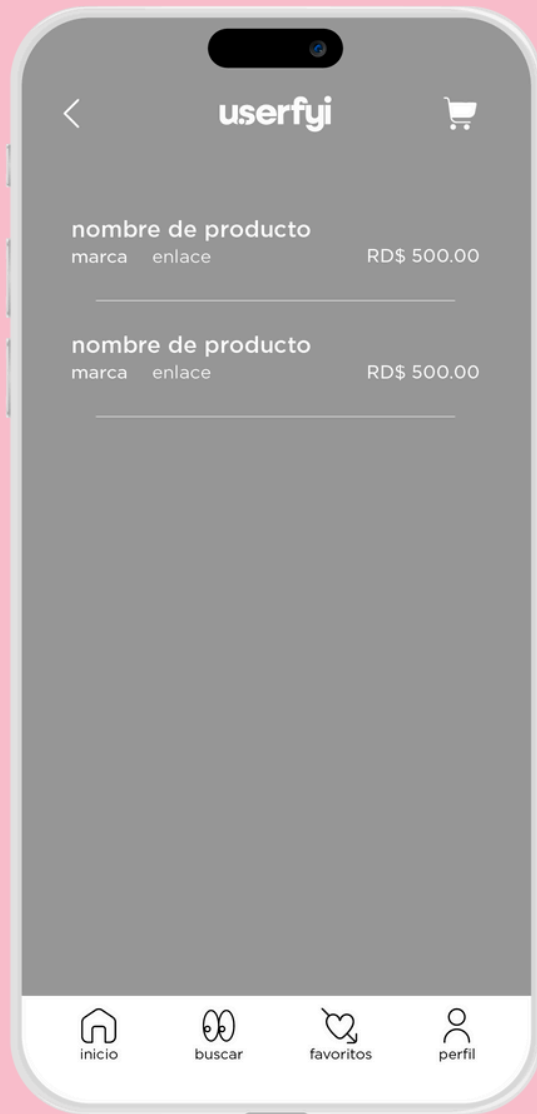 userfyi
nombre de producto
marca enlace RD$ 500.00
nombre de producto
marca enlace RD$ 500.00
inicio buscar favoritos perfil